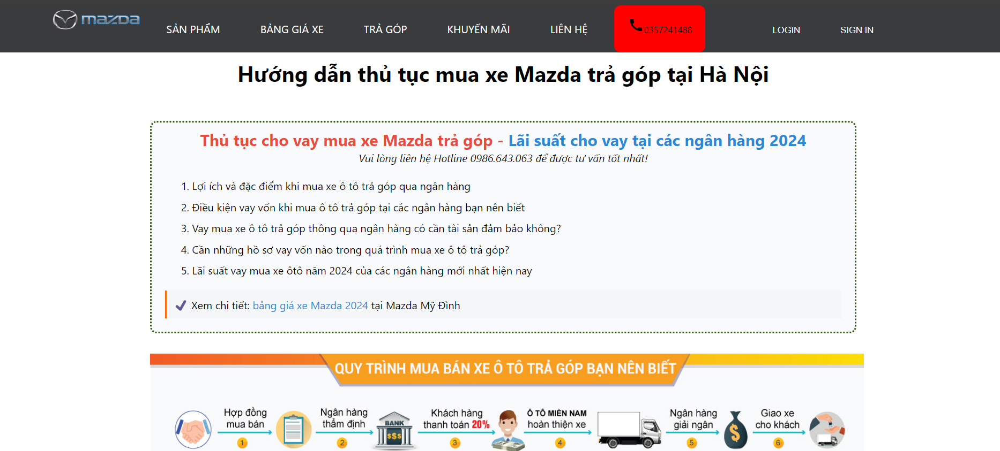 mazda
SẢN PHẨM BẢNG GIÁ XE TRẢ GÓP KHUYẾN MÃI LIÊN HỆ 0357241488 LOGIN SIGN IN
Hướng dẫn thủ tục mua xe Mazda trả góp tại Hà Nội
Thủ tục cho vay mua xe Mazda trả góp - Lãi suất cho vay tại các ngân hàng 2024
Vui lòng liên hệ Hotline 0986.643.063 để được tư vấn tốt nhất!
1. Lợi ích và đặc điểm khi mua xe ô tô trả góp qua ngân hàng
2. Điều kiện vay vốn khi mua ô tô trả góp tại các ngân hàng bạn nên biết
3. Vay mua xe ô tô trả góp thông qua ngân hàng có cần tài sản đảm bảo không?
4. Cần những hồ sơ vay vốn nào trong quá trình mua xe ô tô trả góp?
5. Lãi suất vay mua xe ôtô năm 2024 của các ngân hàng mới nhất hiện nay
Xem chi tiết: bảng giá xe Mazda 2024 tại Mazda Mỹ Đình
QUY TRÌNH MUA BÁN XE Ô TÔ TRẢ GÓP BẠN NÊN BIẾT
Hợp đồng
mua bán
1
Ngân hàng
thẩm định
2
BANK
$$$
Khách hàng
thanh toán 20%
3
Ô TÔ MIỀN NAM
hoàn thiện xe
4
Ngân hàng
giải ngân
5
$
Giao xe
cho khách
6